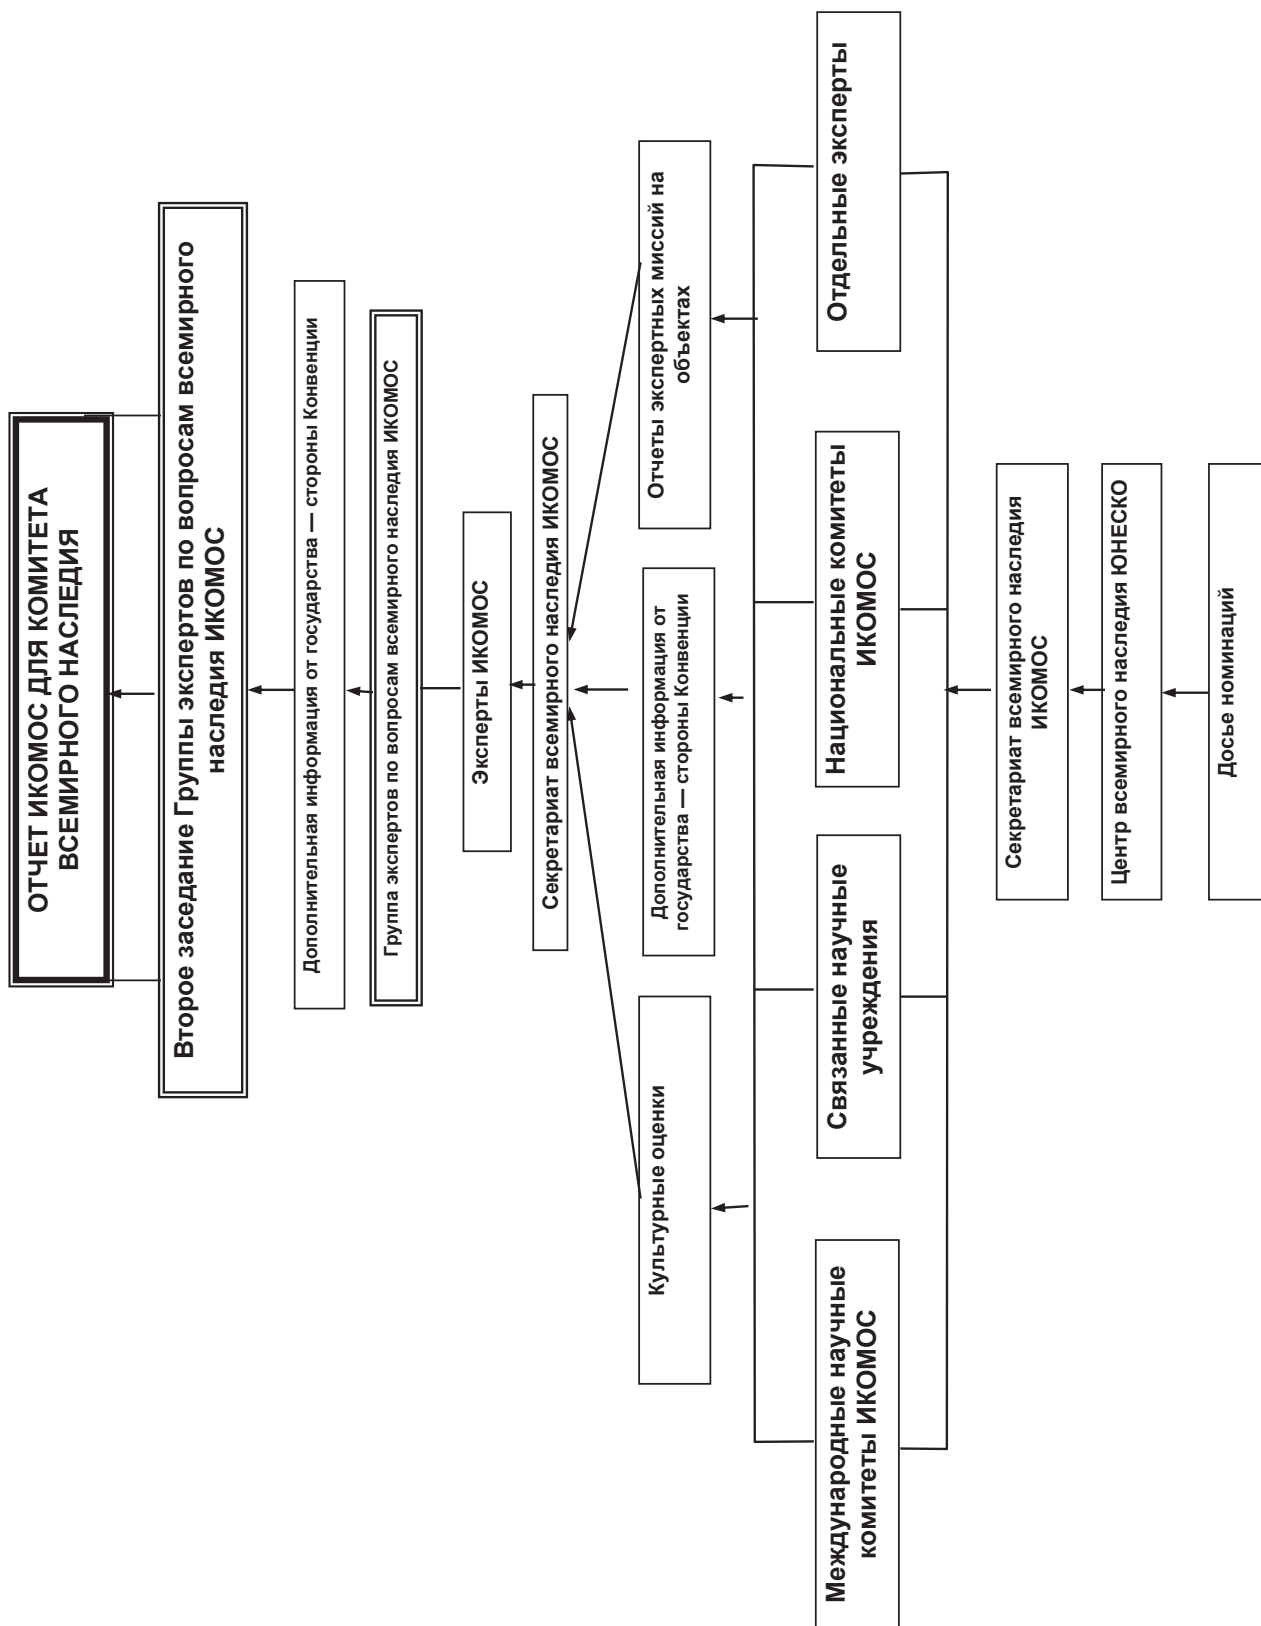 ОТЧЕТ ИКОМОС ДЛЯ КОМИТЕТА
ВСЕМИРНОГО НАСЛЕДИЯ
Второе заседание Группы экспертов по вопросам всемирного
наследия ИКОМОС
Дополнительная информация от государства — стороны Конвенции
Группа экспертов по вопросам всемирного наследия ИКОМОС
Эксперты ИКОМОС
Секретариат всемирного наследия ИКОМОС
Культурные оценки
Дополнительная информация от
государства — стороны Конвенции
Отчеты экспертных миссий на
объектах
Международные научные
комитеты ИКОМОС
Связанные научные
учреждения
Национальные комитеты
ИКОМОС
Отдельные эксперты
Секретариат всемирного наследия
ИКОМОС
Центр всемирного наследия ЮНЕСКО
Досье номинаций